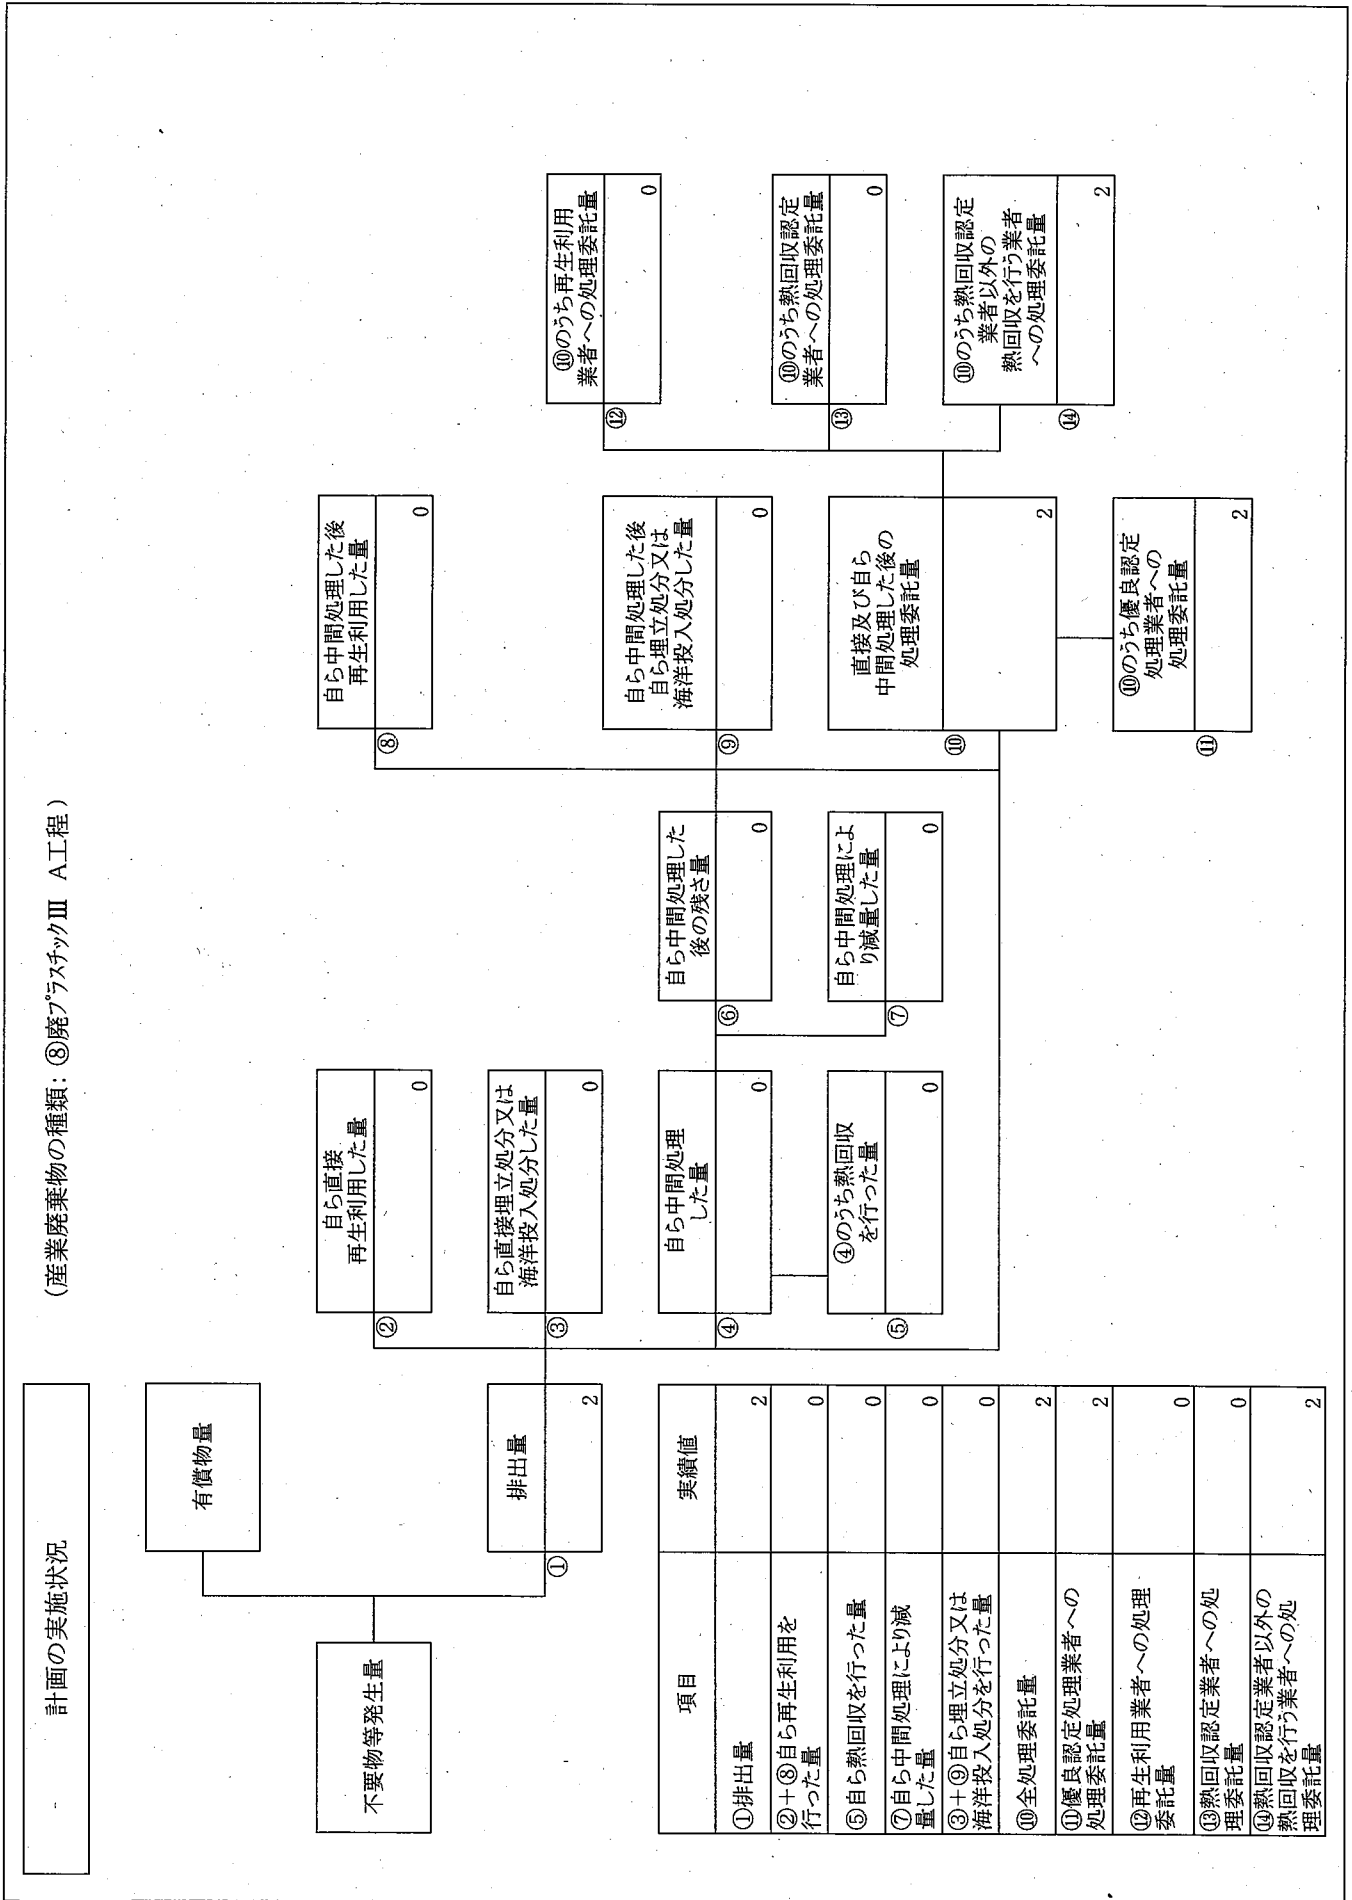 計画の実施状況
(産業廃棄物の種類：⑧廃プラスチックⅢ　A工程)
不要物等発生量
有償物量
①
排出量
2
②
自ら直接
再生利用した量
0
③
自ら直接埋立処分又は
海洋投入処分した量
0
④
自ら中間処理
した量
0
⑤
④のうち熱回収
を行った量
0
⑥
自ら中間処理した
後の残さ量
0
⑦
自ら中間処理によ
り減量した量
0
⑧
自ら中間処理した後
再生利用した量
0
⑨
自ら中間処理した後
自ら埋立処分又は
海洋投入処分した量
0
⑩
直接及び自ら
中間処理した後の
処理委託量
2
⑪
⑩のうち優良認定
処理業者への
処理委託量
2
⑫
⑩のうち再生利用
業者への処理委託量
0
⑬
⑩のうち熱回収認定
業者への処理委託量
0
⑭
⑩のうち熱回収認定
業者以外の
熱回収を行う業者
への処理委託量
2
項目　実績値
①排出量　2
②＋⑧自ら再生利用を
行った量　0
⑤自ら熱回収を行った量　0
⑦自ら中間処理により減
量した量　0
③＋⑨自ら埋立処分又は
海洋投入処分を行った量　0
⑩全処理委託量　2
⑪優良認定処理業者への
処理委託量　2
⑫再生利用業者への処理
委託量　0
⑬熱回収認定業者への処
理委託量　0
⑭熱回収認定業者以外の
熱回収を行う業者への処
理委託量　2